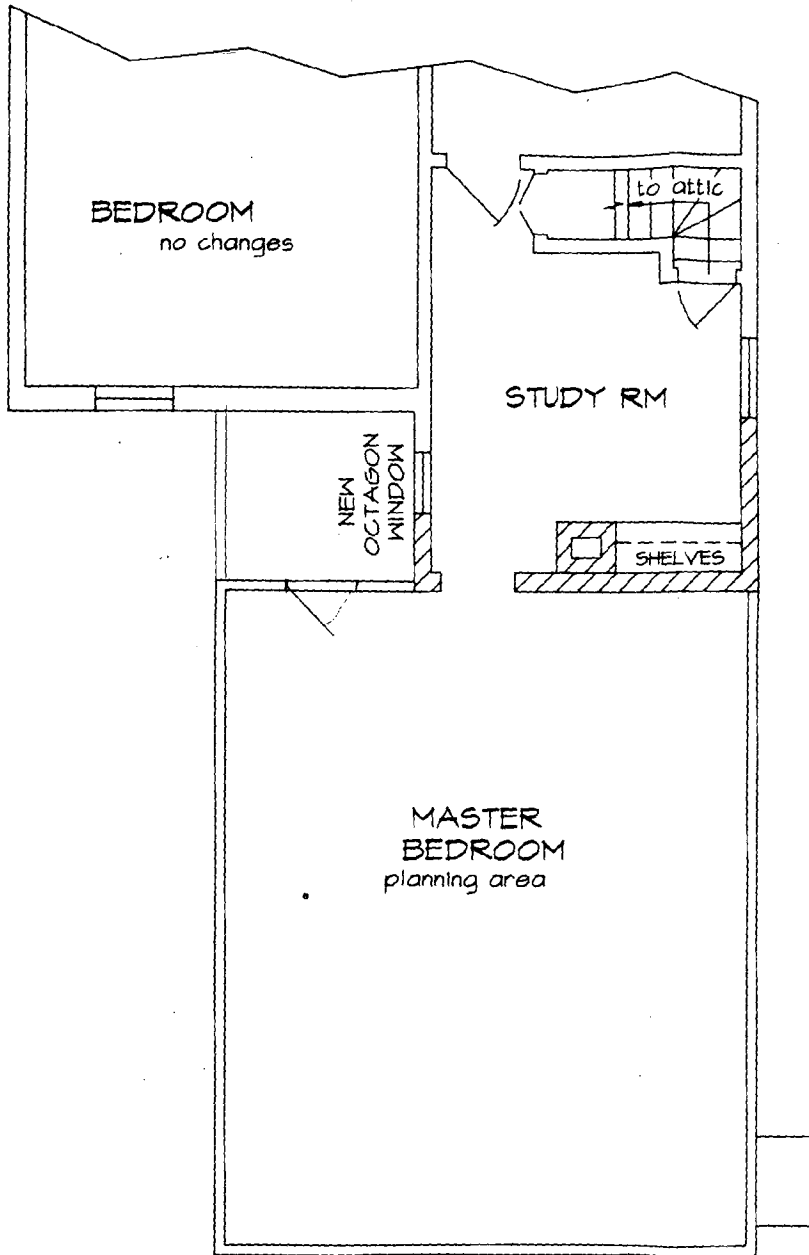 to attic
BEDROOM
no changes
STUDY RM
NEW
OCTAGON
WINDOW
SHELVES
MASTER
BEDROOM
planning area